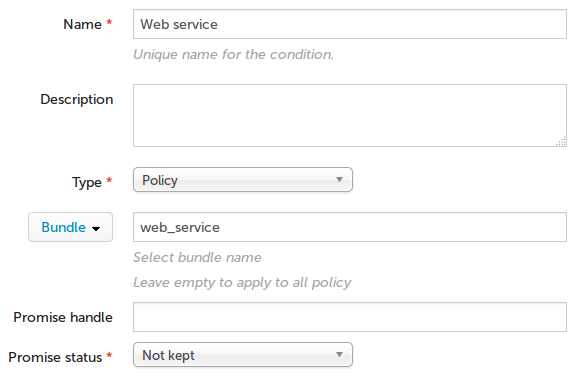 Name * Web service
Unique name for the condition.
Description
Type * Policy
Bundle web_service
Select bundle name
Leave empty to apply to all policy
Promise handle
Promise status * Not kept